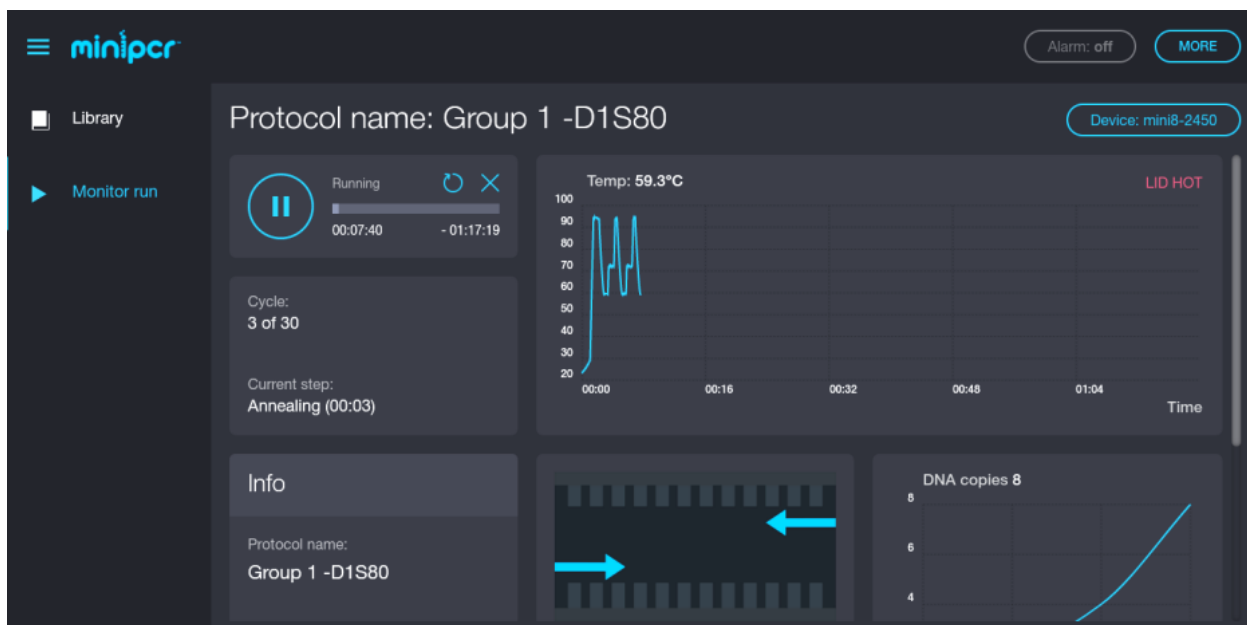 minipcr
Alarm: off
MORE
Library
Monitor run
Protocol name: Group 1 -D1S80
Device: mini8-2450
Running
00:07:40
- 01:17:19
Cycle:
3 of 30
Current step:
Annealing (00:03)
Temp: 59.3°C
LID HOT
100
90
80
70
60
50
40
30
20
00:00
00:16
00:32
00:48
01:04
Time
Info
Protocol name:
Group 1 -D1S80
DNA copies 8
8
6
4